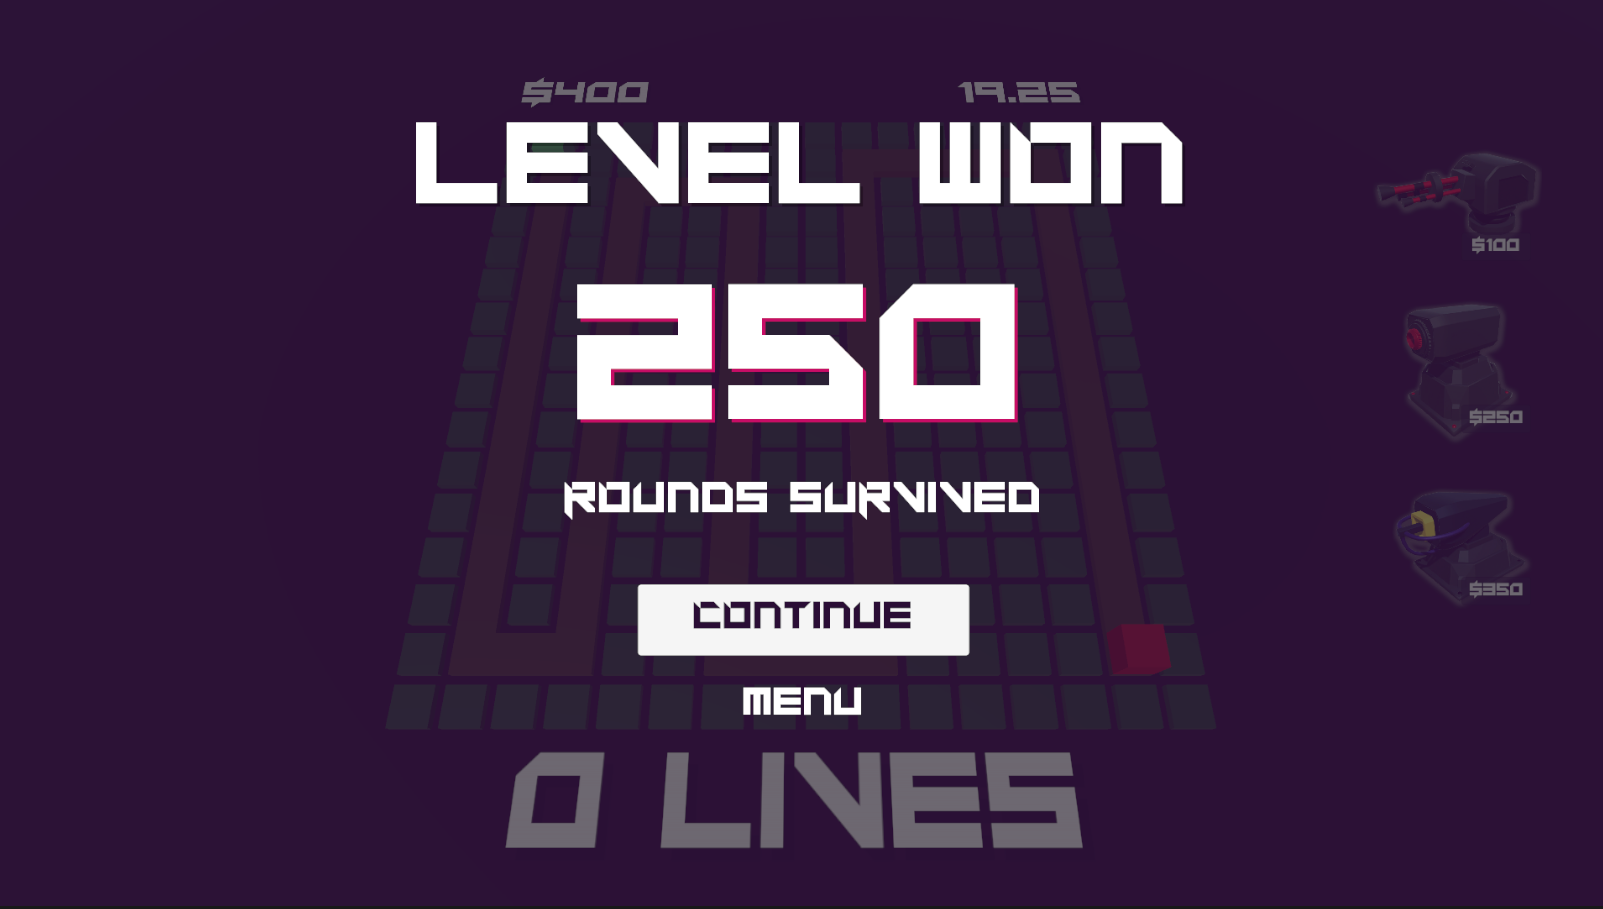 $400 19.25
LEVEL WON
$100
250
$250
ROUNDS SURVIVED
$350
CONTINUE
MENU
0 LIVES